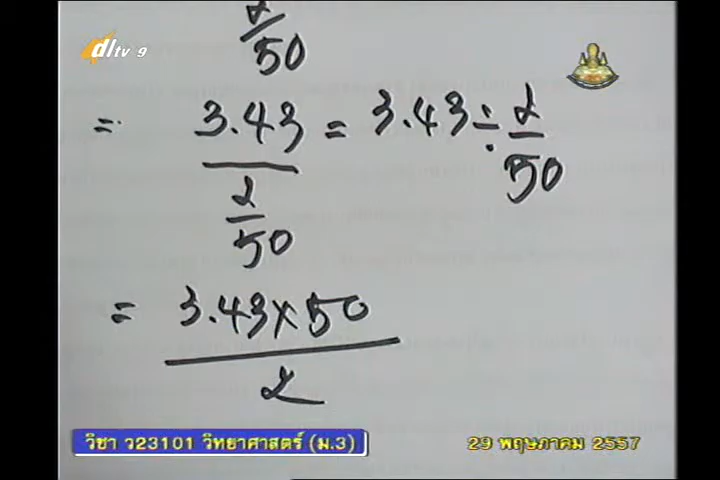 dltv 9
2
50
= 3.43 = 3.43 ÷ 2
2 50
50
= 3.43 × 50
2
วิชา ว23101 วิทยาศาสตร์ (ม.3) 29 พฤษภาคม 2557